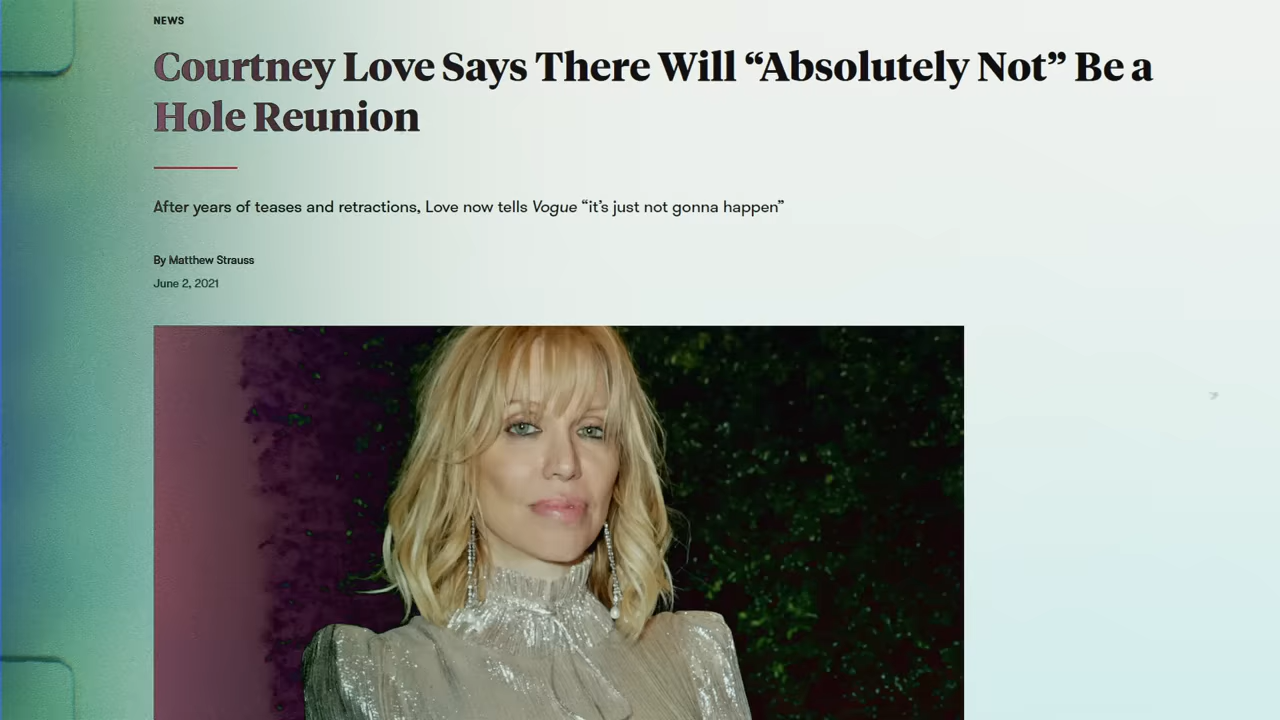 NEWS
Courtney Love Says There Will “Absolutely Not” Be a
Hole Reunion
After years of teases and retractions, Love now tells Vogue “it’s just not gonna happen”
By Matthew Strauss
June 2, 2021